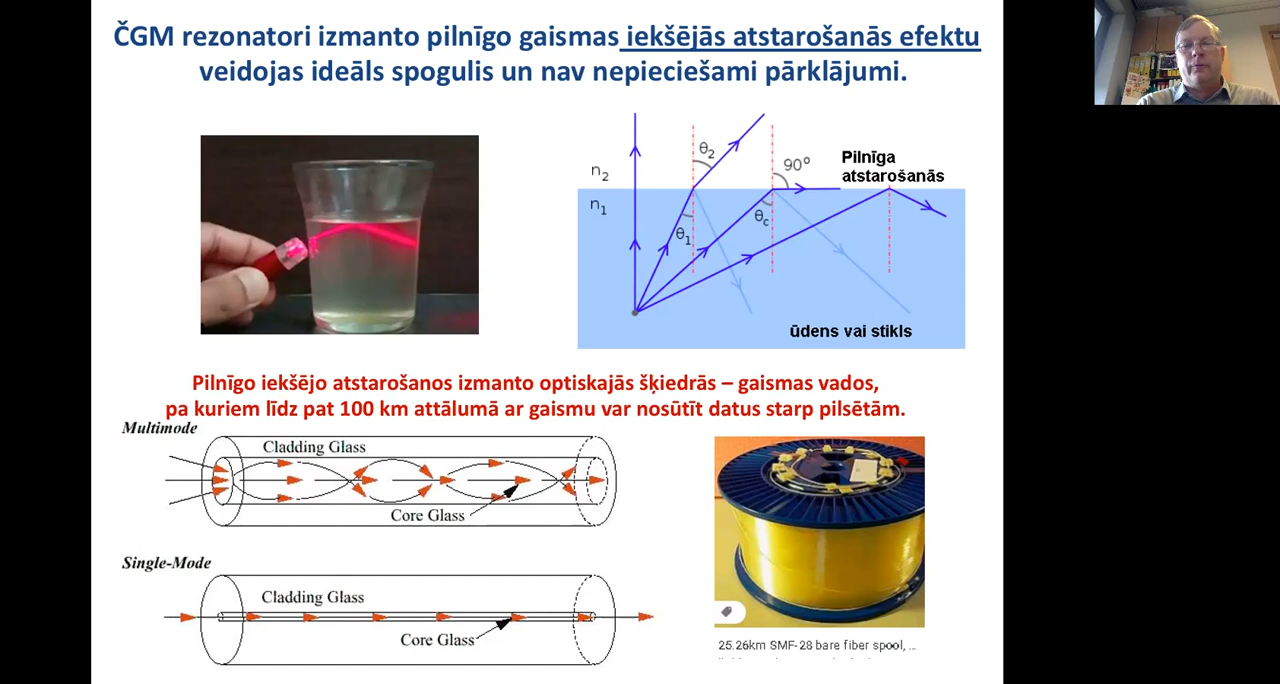 ČGM rezonatori izmanto pilnīgo gaismas iekšējās atstarošanās efektu
veidojas ideāls spogulis un nav nepieciešami pārklājumi.
n₂
n₁
θ₂
θ₁
90°
θc
Pilnīga
atstarošanās
ūdens vai stikls
Pilnīgo iekšējo atstarošanos izmanto optiskajās šķiedrās – gaismas vados,
pa kuriem līdz pat 100 km attālumā ar gaismu var nosūtīt datus starp pilsētām.
Multimode
Cladding Glass
Core Glass
Single-Mode
Cladding Glass
Core Glass
25.26km SMF-28 bare fiber spool, ...